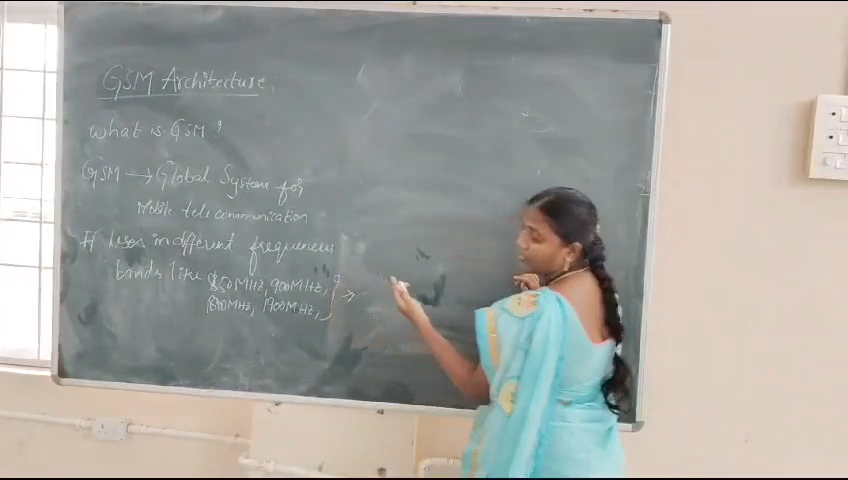 GSM Architecture
What is GSM?
GSM → Global System for
Mobile telecommunication
It uses in different frequencies
bands like 850MHZ, 900MHZ,
1800MHZ, 1900MHZ,